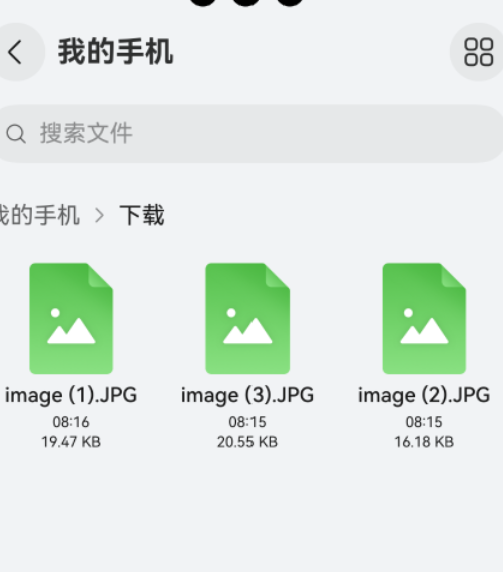 我的手机
搜索文件
我的手机 > 下载
image (1).JPG
08:16
19.47 KB
image (3).JPG
08:15
20.55 KB
image (2).JPG
08:15
16.18 KB